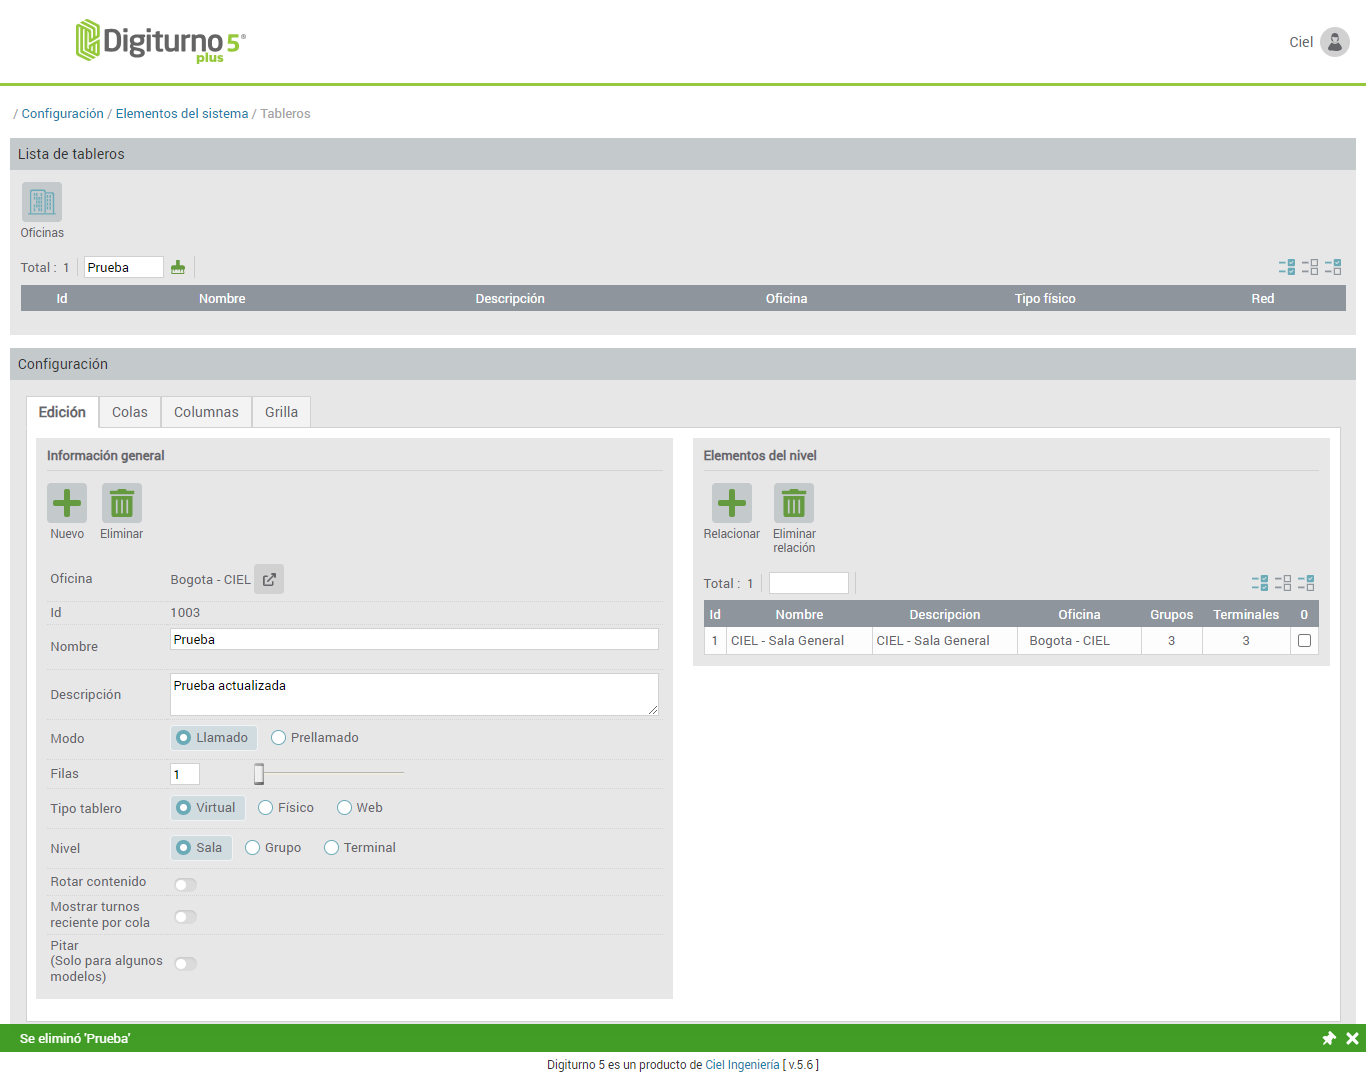 Digiturno 5®
plus
Ciel
/ Configuración / Elementos del sistema / Tableros
Lista de tableros
Oficinas
Total : 1 Prueba
Id Nombre Descripción Oficina Tipo físico Red
Configuración
Edición Colas Columnas Grilla
Información general
Nuevo Eliminar
Oficina Bogota - CIEL
Id 1003
Nombre Prueba
Descripción Prueba actualizada
Modo Llamado Prellamado
Filas 1
Tipo tablero Virtual Físico Web
Nivel Sala Grupo Terminal
Rotar contenido
Mostrar turnos
reciente por cola
Pitar
(Solo para algunos
modelos)
Elementos del nivel
Relacionar Eliminar
relación
Total : 1
Id Nombre Descripcion Oficina Grupos Terminales 0
1 CIEL - Sala General CIEL - Sala General Bogota - CIEL 3 3
Se eliminó 'Prueba'
Digiturno 5 es un producto de Ciel Ingeniería [ v.5.6 ]